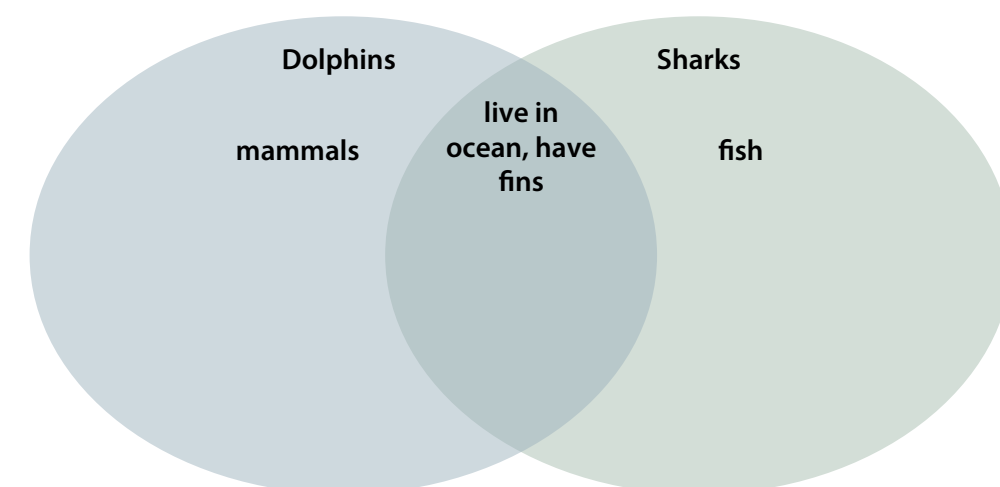 Dolphins
Sharks
live in
ocean, have
fins
mammals
fish